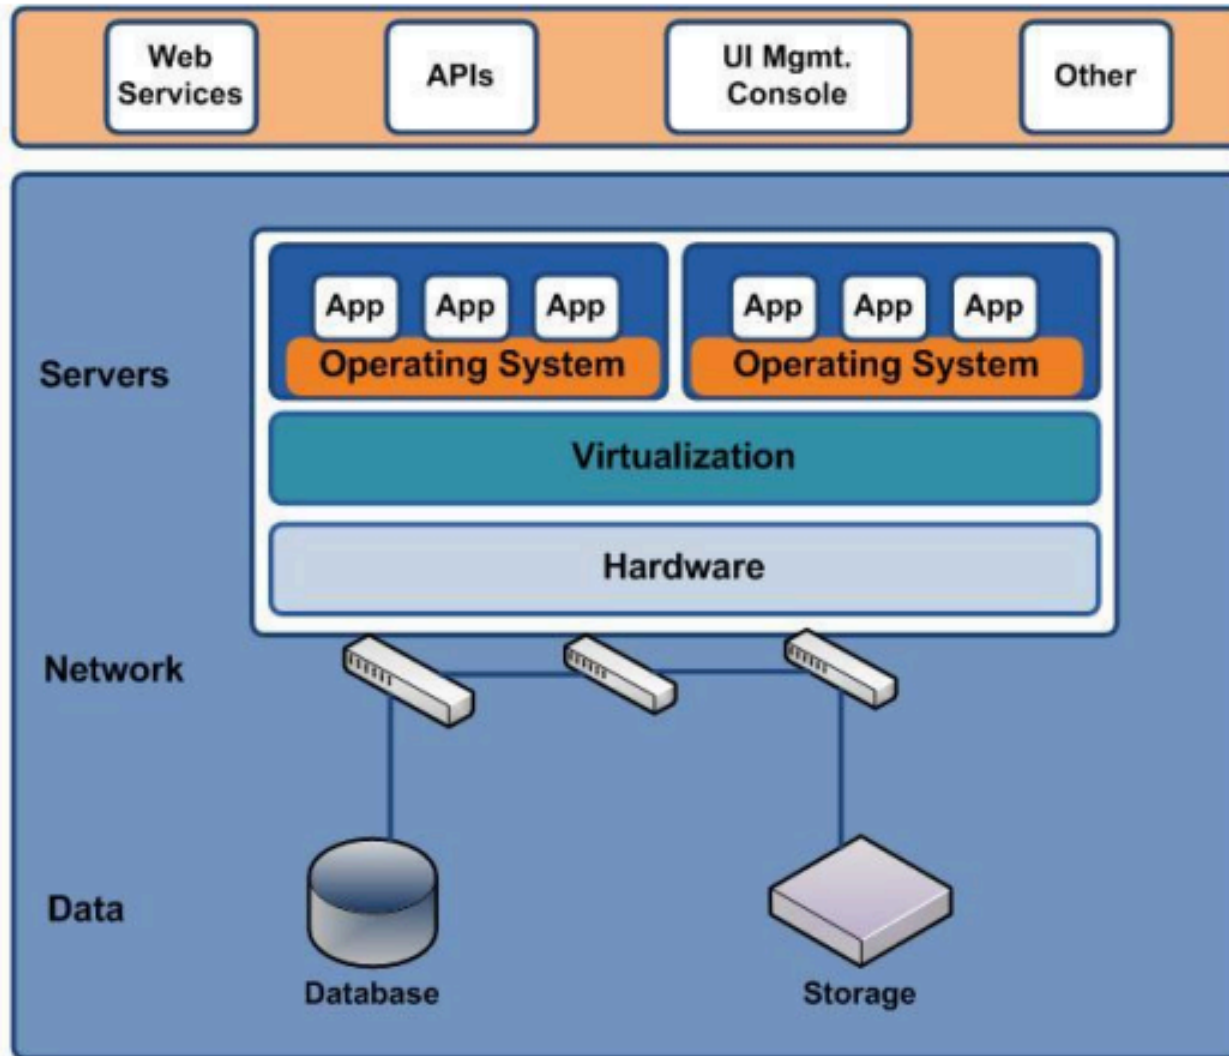 Web
Services
APIs
UI Mgmt.
Console
Other
App App App
App App App
Operating System
Operating System
Servers
Virtualization
Hardware
Network
Data
Database
Storage